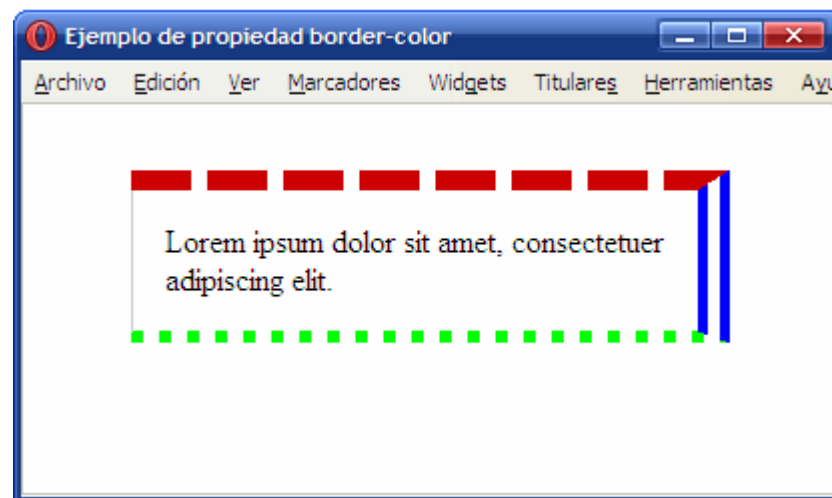 Ejemplo de propiedad border-color
Archivo Edición Ver Marcadores Widgets Titulares Herramientas Ayu
Lorem ipsum dolor sit amet, consectetuer
adipiscing elit.